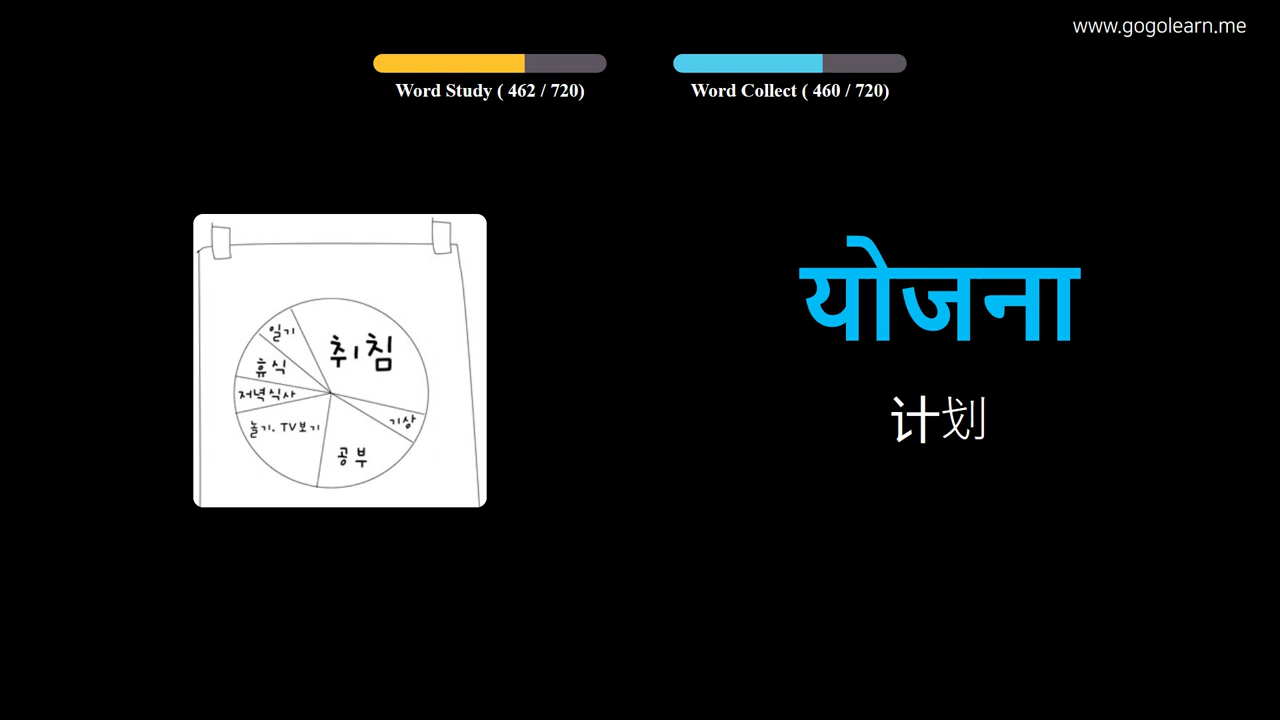 www.gogolearn.me
Word Study ( 462 / 720)
Word Collect ( 460 / 720)
일기
취침
휴식
저녁식사
기상
놀기. TV보기
공부
योजना
计划